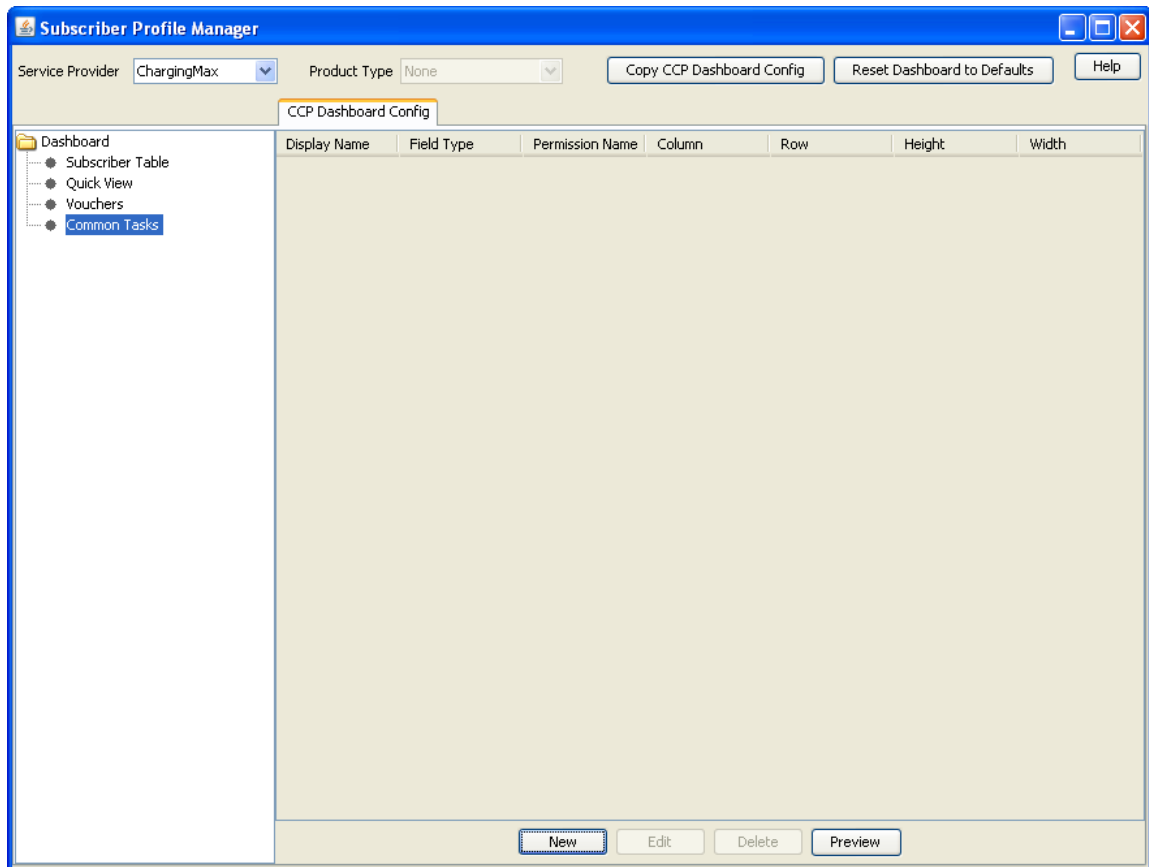 Subscriber Profile Manager
Service Provider ChargingMax Product Type None Copy CCP Dashboard Config Reset Dashboard to Defaults Help
CCP Dashboard Config
Dashboard
Subscriber Table
Quick View
Vouchers
Common Tasks
Display Name Field Type Permission Name Column Row Height Width
New Edit Delete Preview